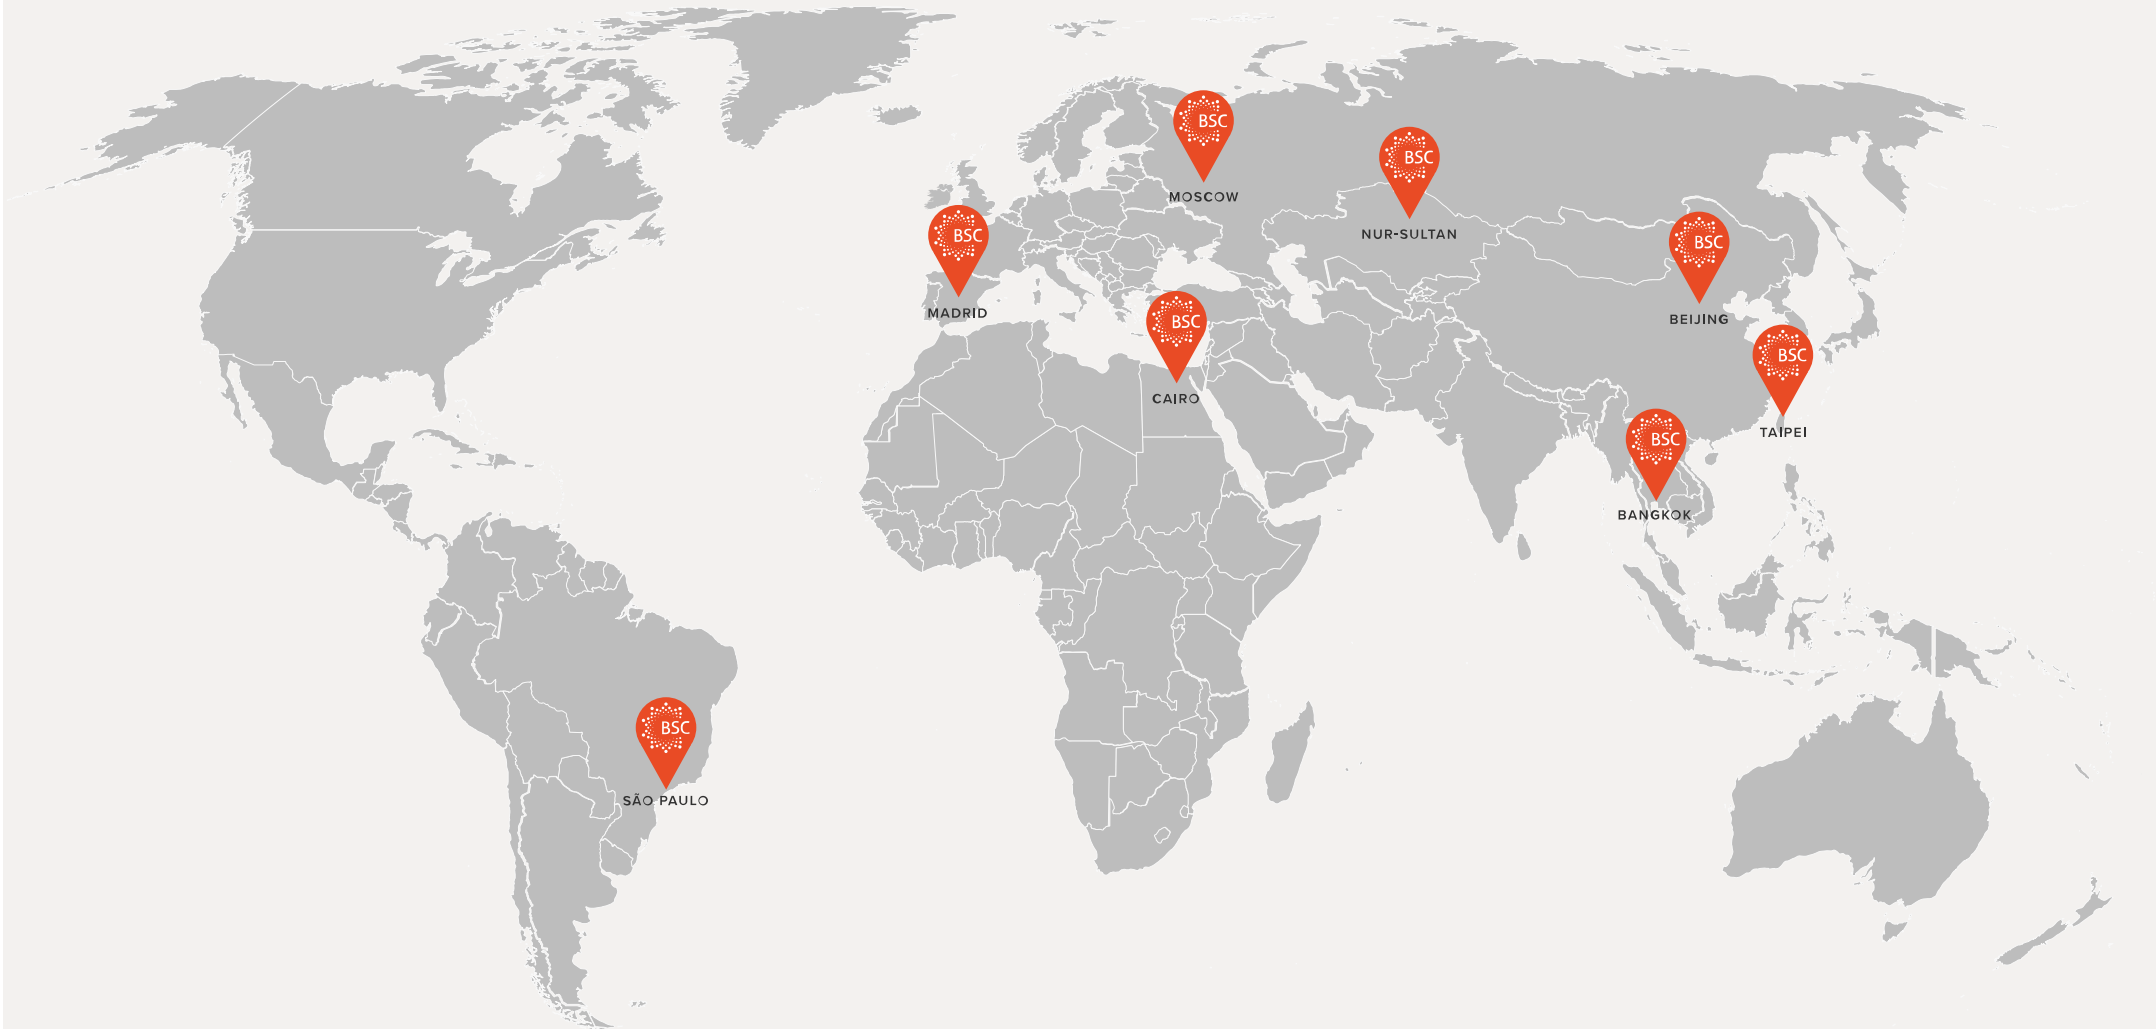 BSC
MOSCOW
BSC
NUR-SULTAN
BSC
MADRID
BSC
BEIJING
BSC
CAIRO
BSC
TAIPEI
BSC
BANGKOK
BSC
SÃO PAULO